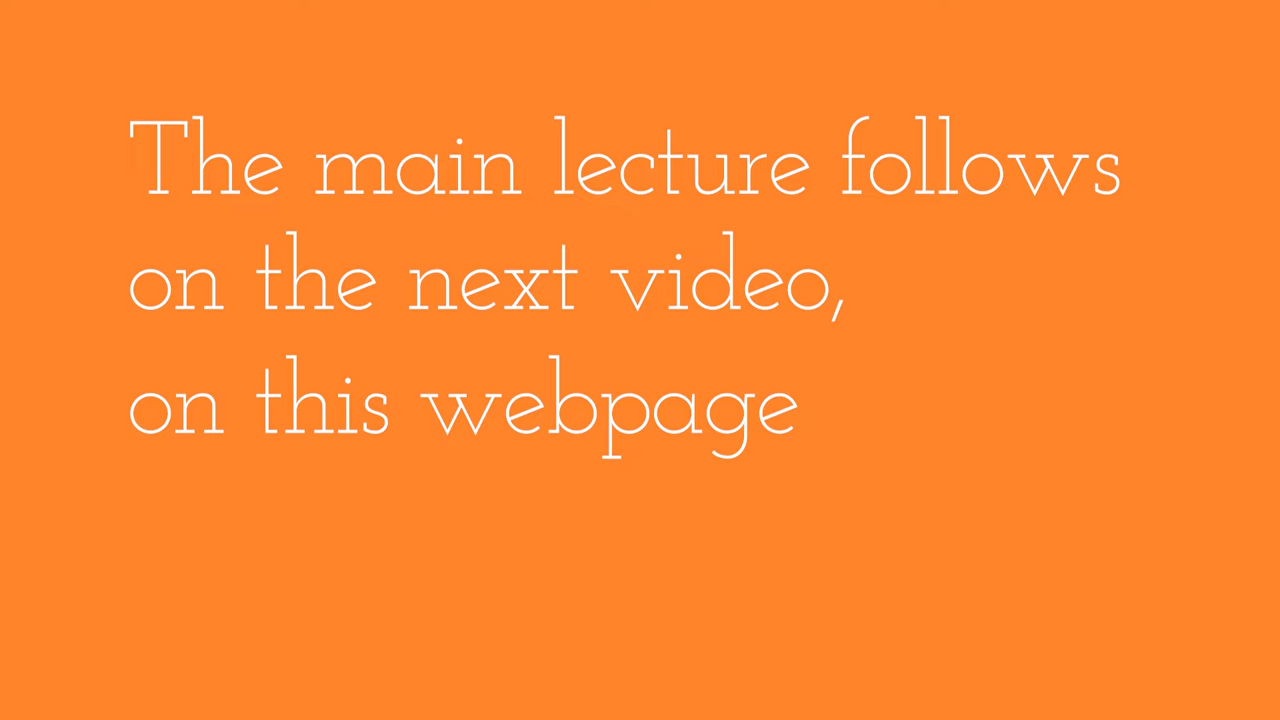 The main lecture follows
on the next video,
on this webpage